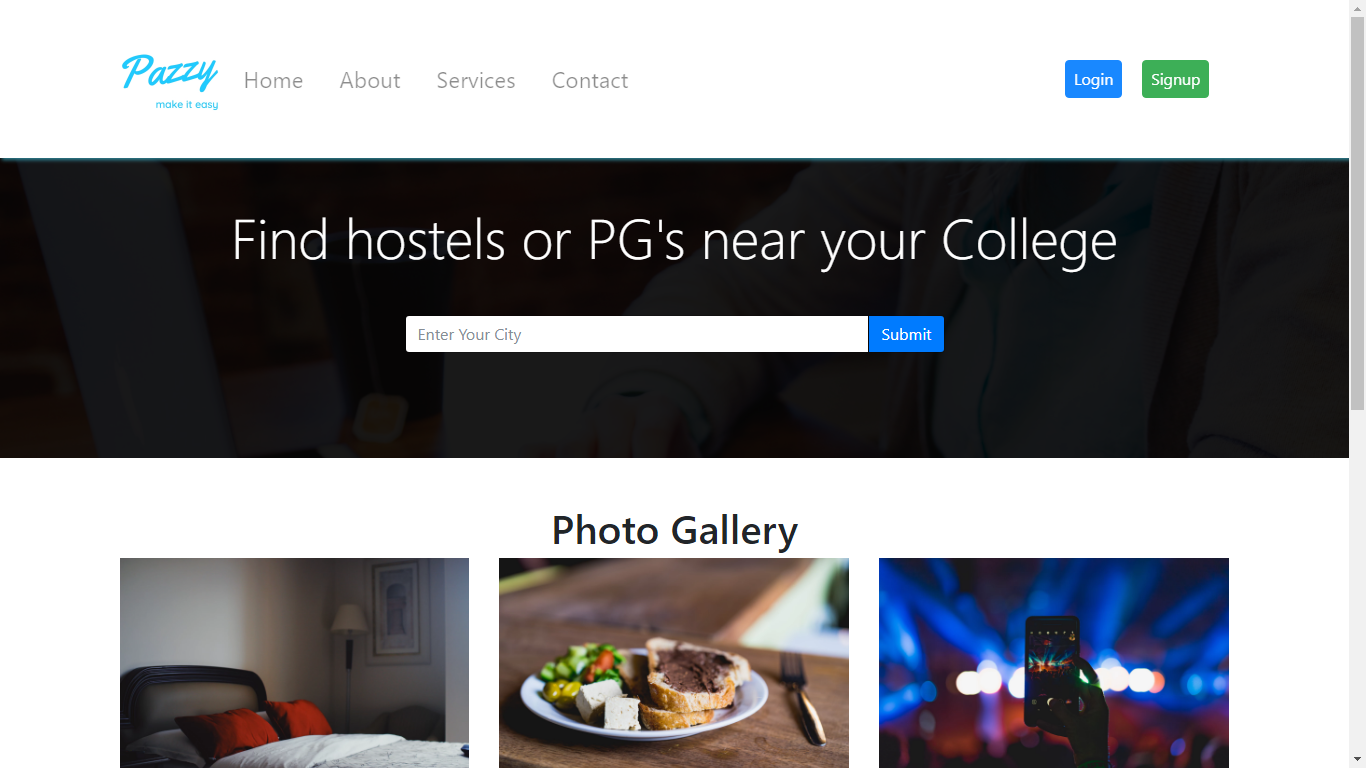 Pazzy
make it easy
Home About Services Contact
Login Signup
Find hostels or PG's near your College
Enter Your City Submit
Photo Gallery